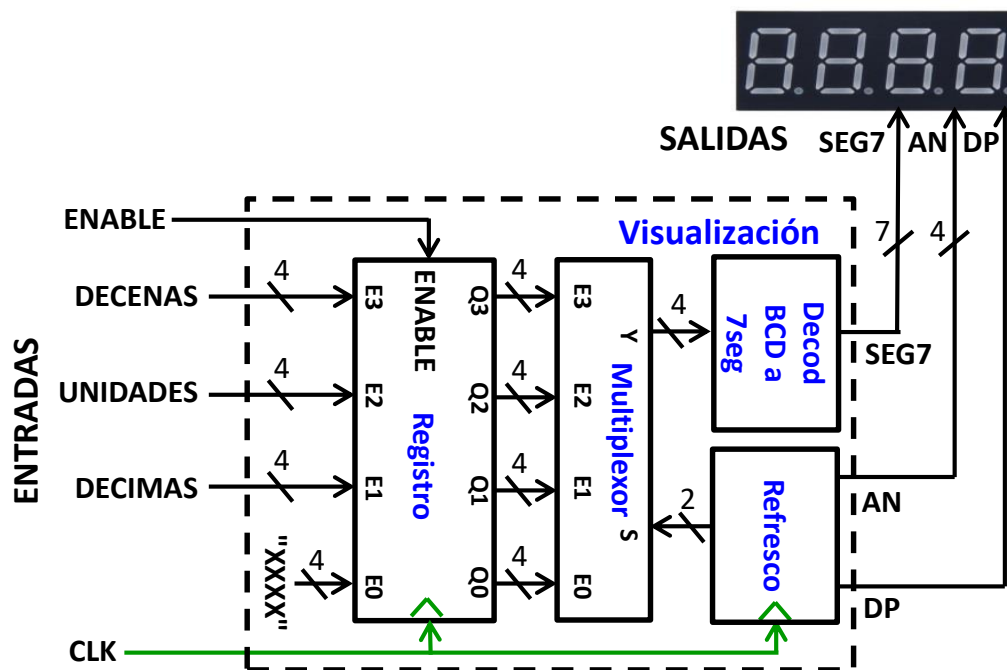 SALIDAS
SEG7 AN DP
ENABLE
Visualización
7 4
DECENAS
4
E3
ENABLE
Q3
4
E3
4
Y
Decod
BCD a
7seg
SEG7
ENTRADAS
UNIDADES
4
E2
Registro
Q2
4
E2
Multiplexor
DECIMAS
4
E1
Q1
4
E1
S
2
Refresco
AN
"XXXX"
4
E0
Q0
4
E0
DP
CLK